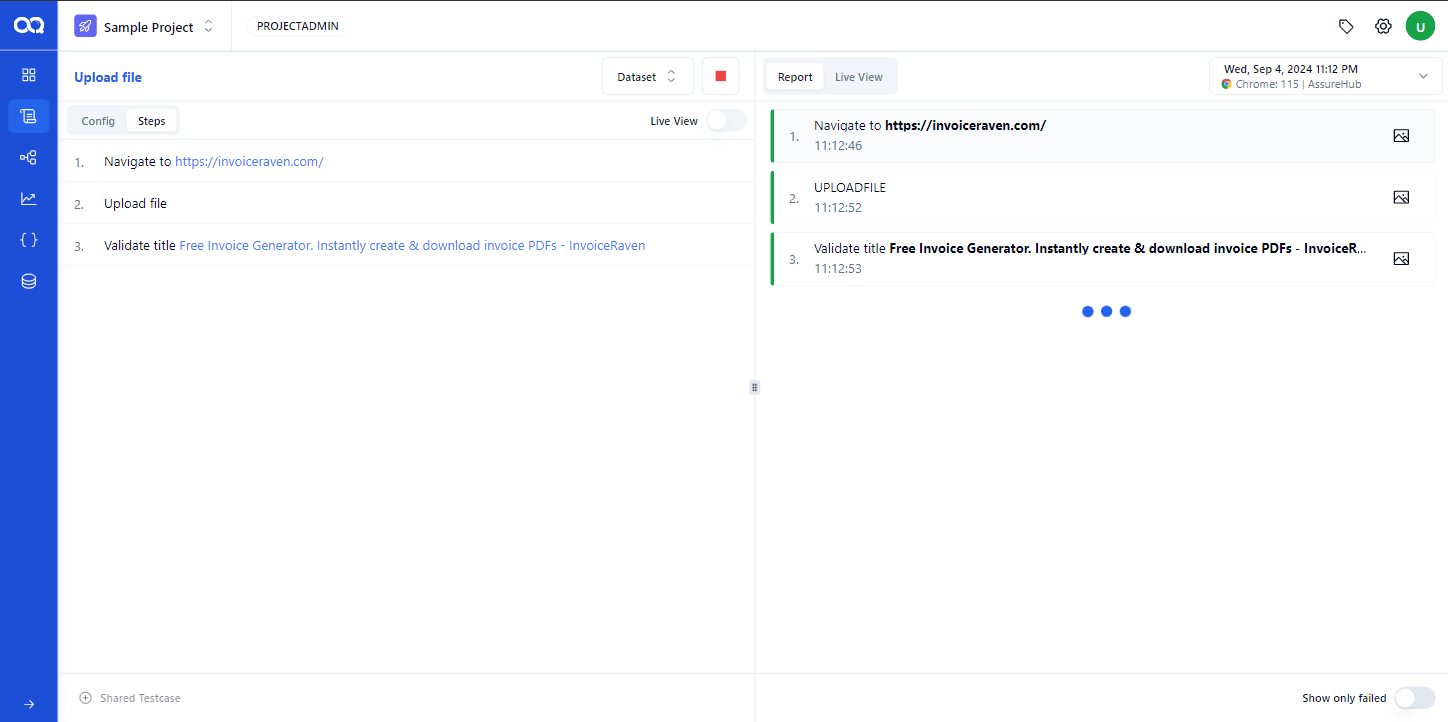 Sample Project
PROJECTADMIN
U
Upload file
Dataset
Config
Steps
Live View
1. Navigate to https://invoiceraven.com/
2. Upload file
3. Validate title Free Invoice Generator. Instantly create & download invoice PDFs - InvoiceRaven
Shared Testcase
Report
Live View
Wed, Sep 4, 2024 11:12 PM
Chrome: 115 | AssureHub
1. Navigate to https://invoiceraven.com/
11:12:46
2. UPLOADFILE
11:12:52
3. Validate title Free Invoice Generator. Instantly create & download invoice PDFs - InvoiceR...
11:12:53
Show only failed